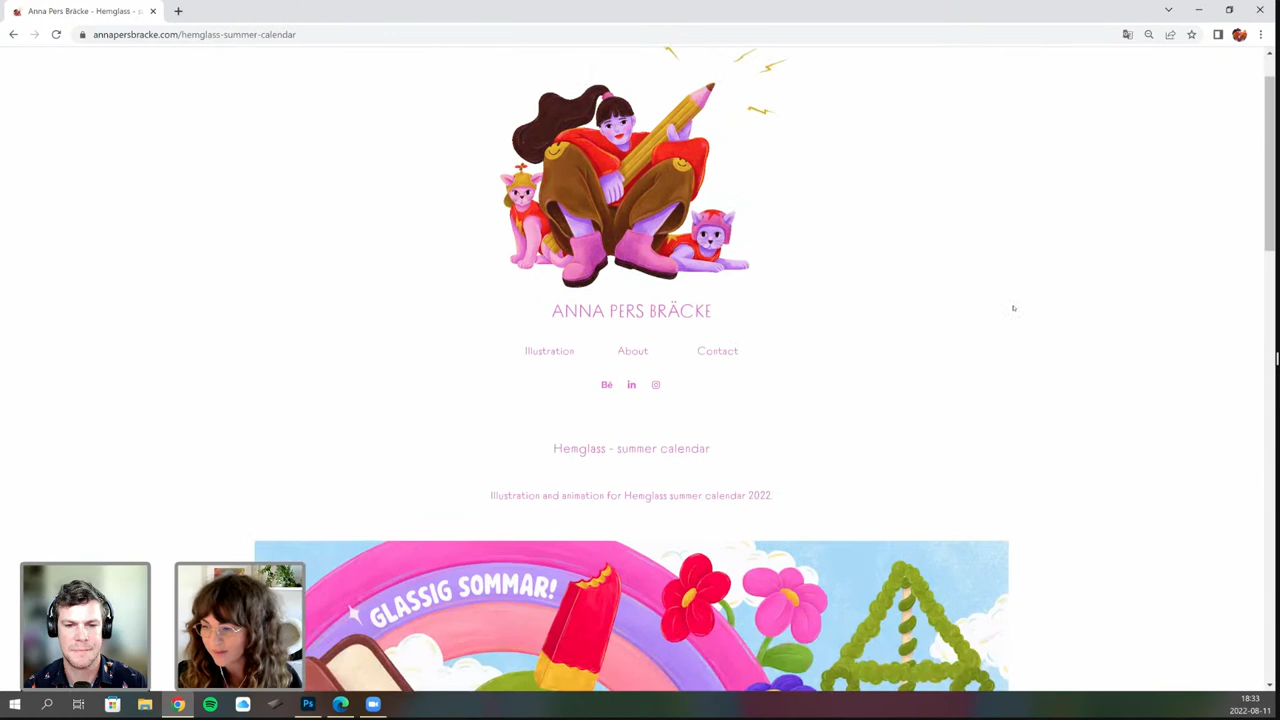 Anna Pers Bräcke - Hemglass - s
annapersbracke.com/hemglass-summer-calendar
ANNA PERS BRÄCKE
Illustration About Contact
Bē in
Hemglass - summer calendar
Illustration and animation for Hemglass summer calendar 2022.
GLASSIG SOMMAR!
Ps
18:33
2022-08-11